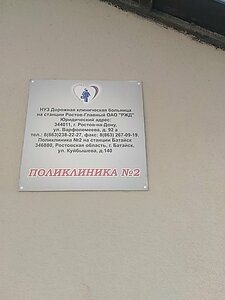 НУЗ Дорожная клиническая больница
на станции Ростов-Главный ОАО "РЖД"
Юридический адрес:
344011, г. Ростов-на-Дону,
ул. Варфоломеева, д. 92 а
тел.: 8(863)238-22-27, факс: 8(863) 267-09-19.
Поликлиника №2 на станции Батайск
346880, Ростовская область, г. Батайск,
ул. Куйбышева, д.140
ПОЛИКЛИНИКА №2